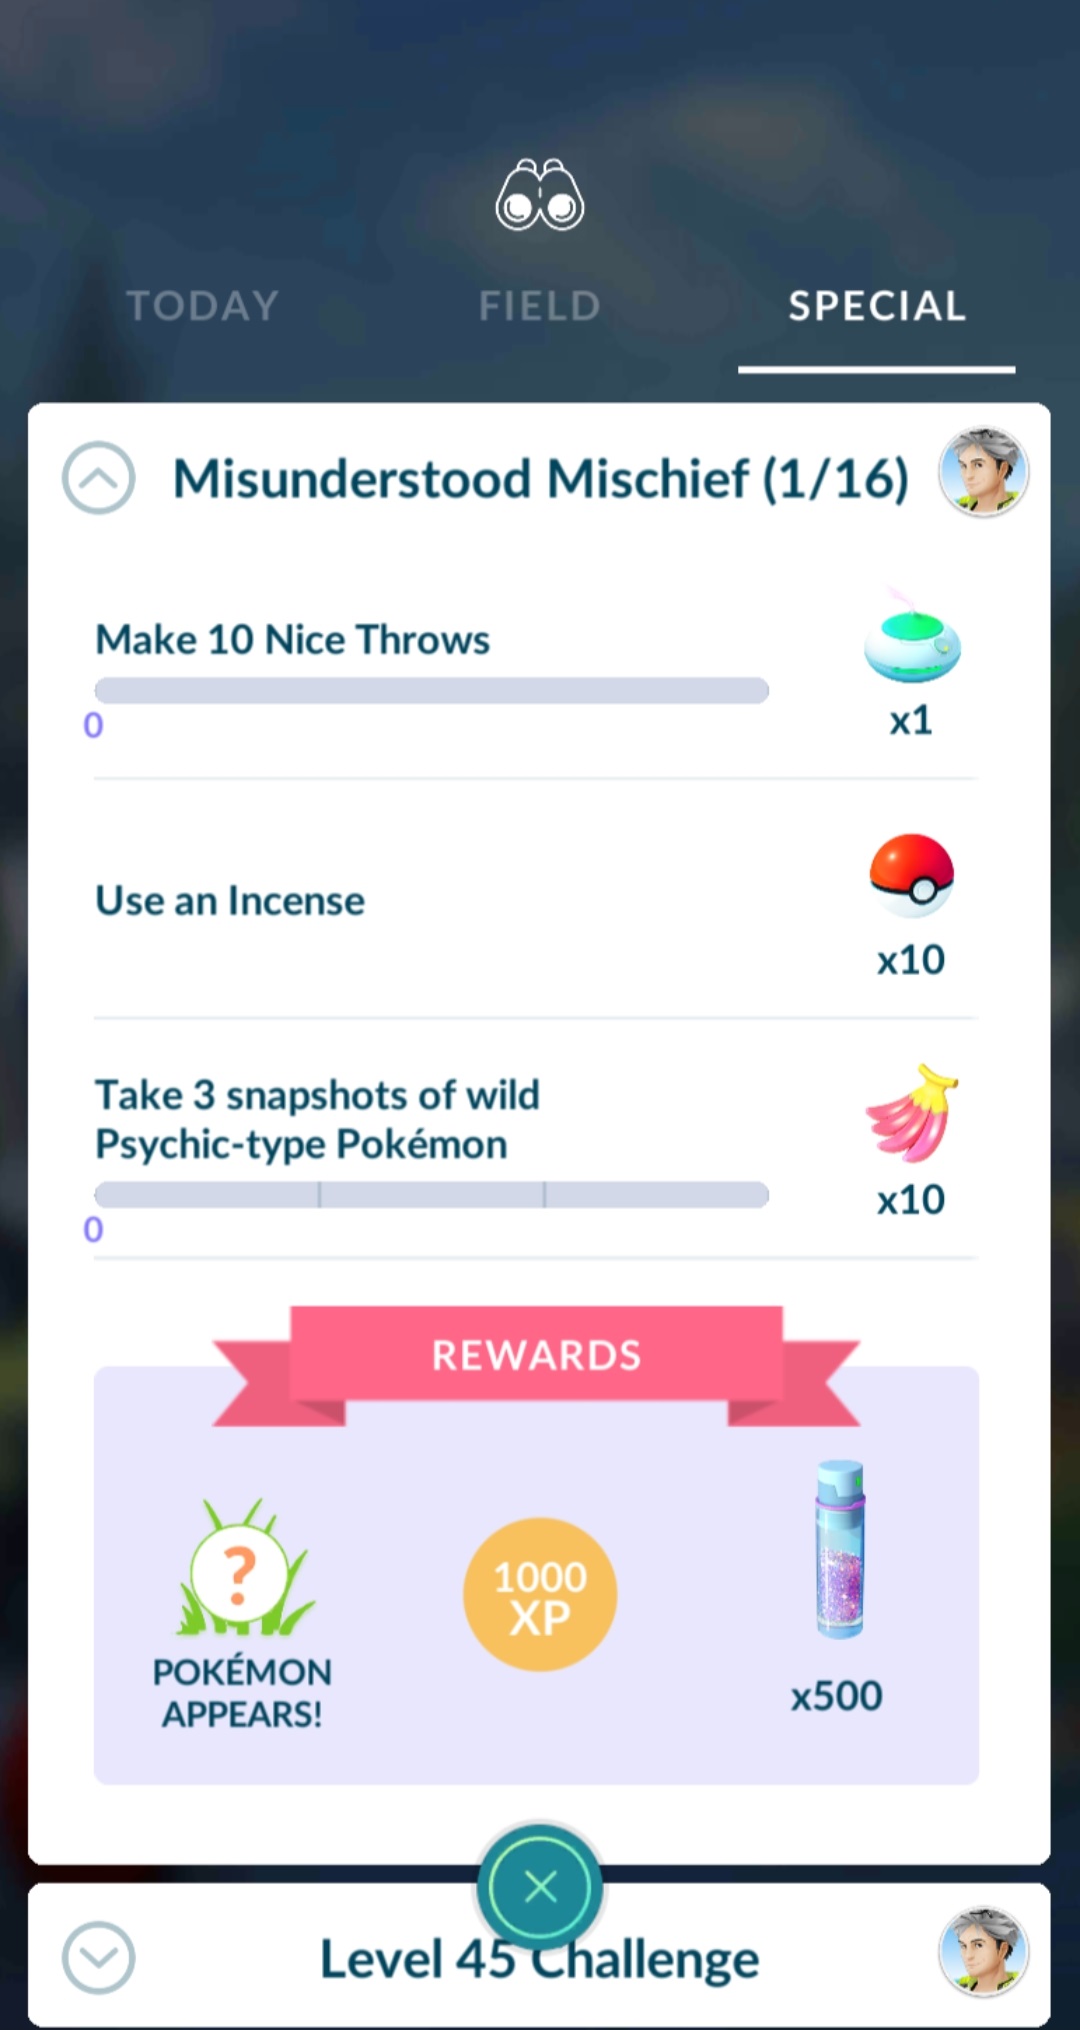 TODAY
FIELD
SPECIAL
Misunderstood Mischief (1/16)
Make 10 Nice Throws
0
x1
Use an Incense
x10
Take 3 snapshots of wild
Psychic-type Pokémon
0
x10
REWARDS
?
POKÉMON
APPEARS!
1000
XP
x500
Level 45 Challenge